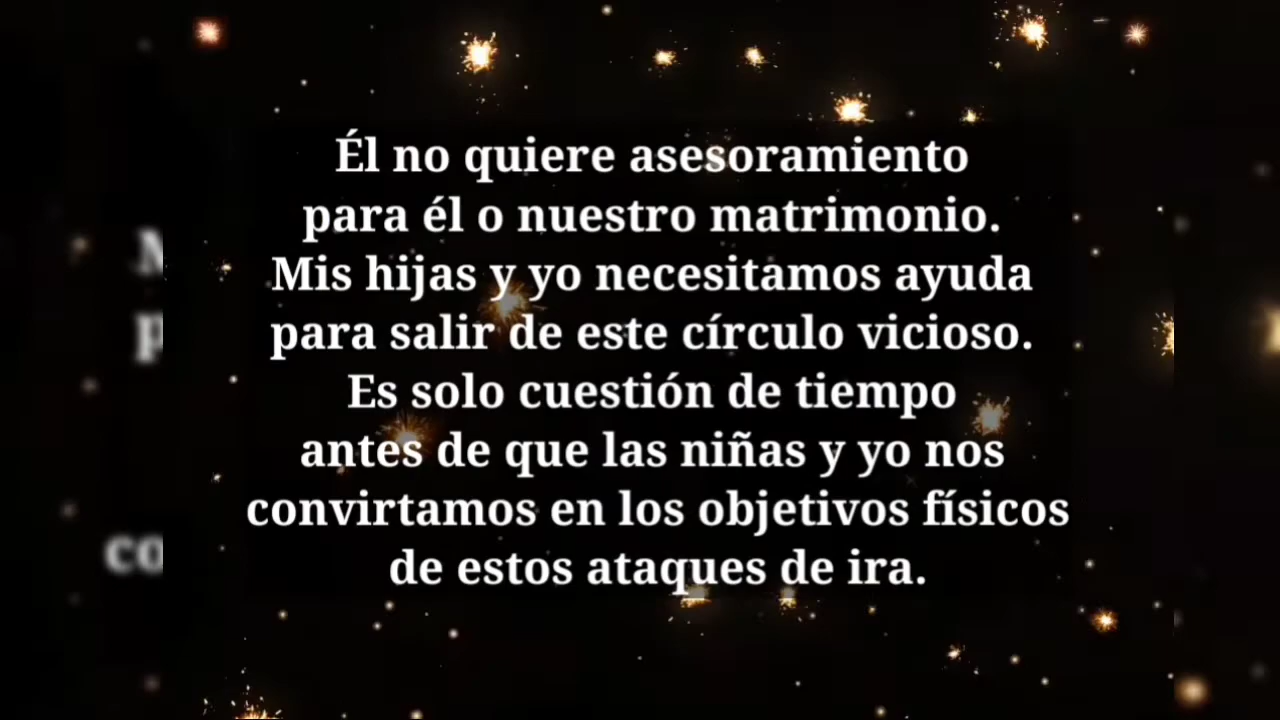 Él no quiere asesoramiento
para él o nuestro matrimonio.
Mis hijas y yo necesitamos ayuda
para salir de este círculo vicioso.
Es solo cuestión de tiempo
antes de que las niñas y yo nos
convirtamos en los objetivos físicos
de estos ataques de ira.